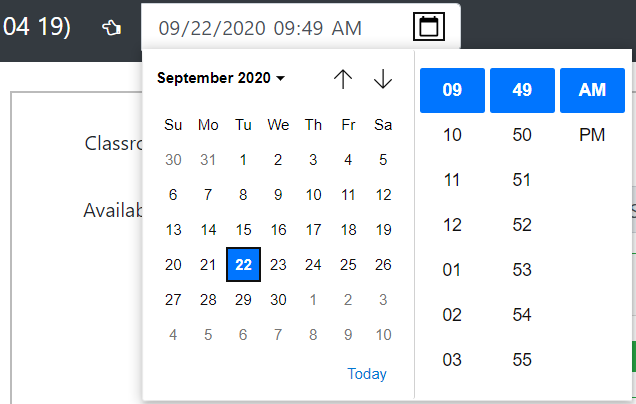 04 19)
09/22/2020 09:49 AM
September 2020
Su Mo Tu We Th Fr Sa
30 31 1 2 3 4 5
6 7 8 9 10 11 12
13 14 15 16 17 18 19
20 21 22 23 24 25 26
27 28 29 30 1 2 3
4 5 6 7 8 9 10
Today
09 49 AM
10 50 PM
11 51
12 52
01 53
02 54
03 55
Classro
Availab